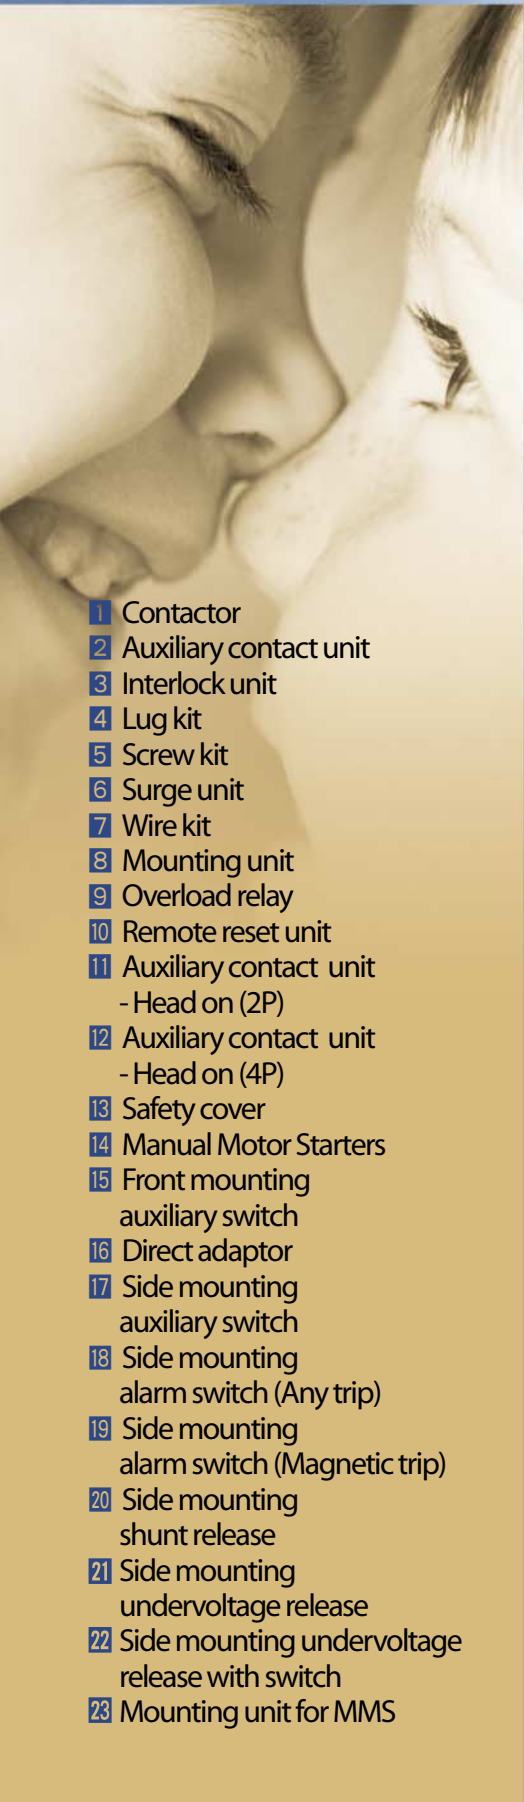 1 Contactor
2 Auxiliary contact unit
3 Interlock unit
4 Lug kit
5 Screw kit
6 Surge unit
7 Wire kit
8 Mounting unit
9 Overload relay
10 Remote reset unit
11 Auxiliary contact unit
- Head on (2P)
12 Auxiliary contact unit
- Head on (4P)
13 Safety cover
14 Manual Motor Starters
15 Front mounting
auxiliary switch
16 Direct adaptor
17 Side mounting
auxiliary switch
18 Side mounting
alarm switch (Any trip)
19 Side mounting
alarm switch (Magnetic trip)
20 Side mounting
shunt release
21 Side mounting
undervoltage release
22 Side mounting undervoltage
release with switch
23 Mounting unit for MMS